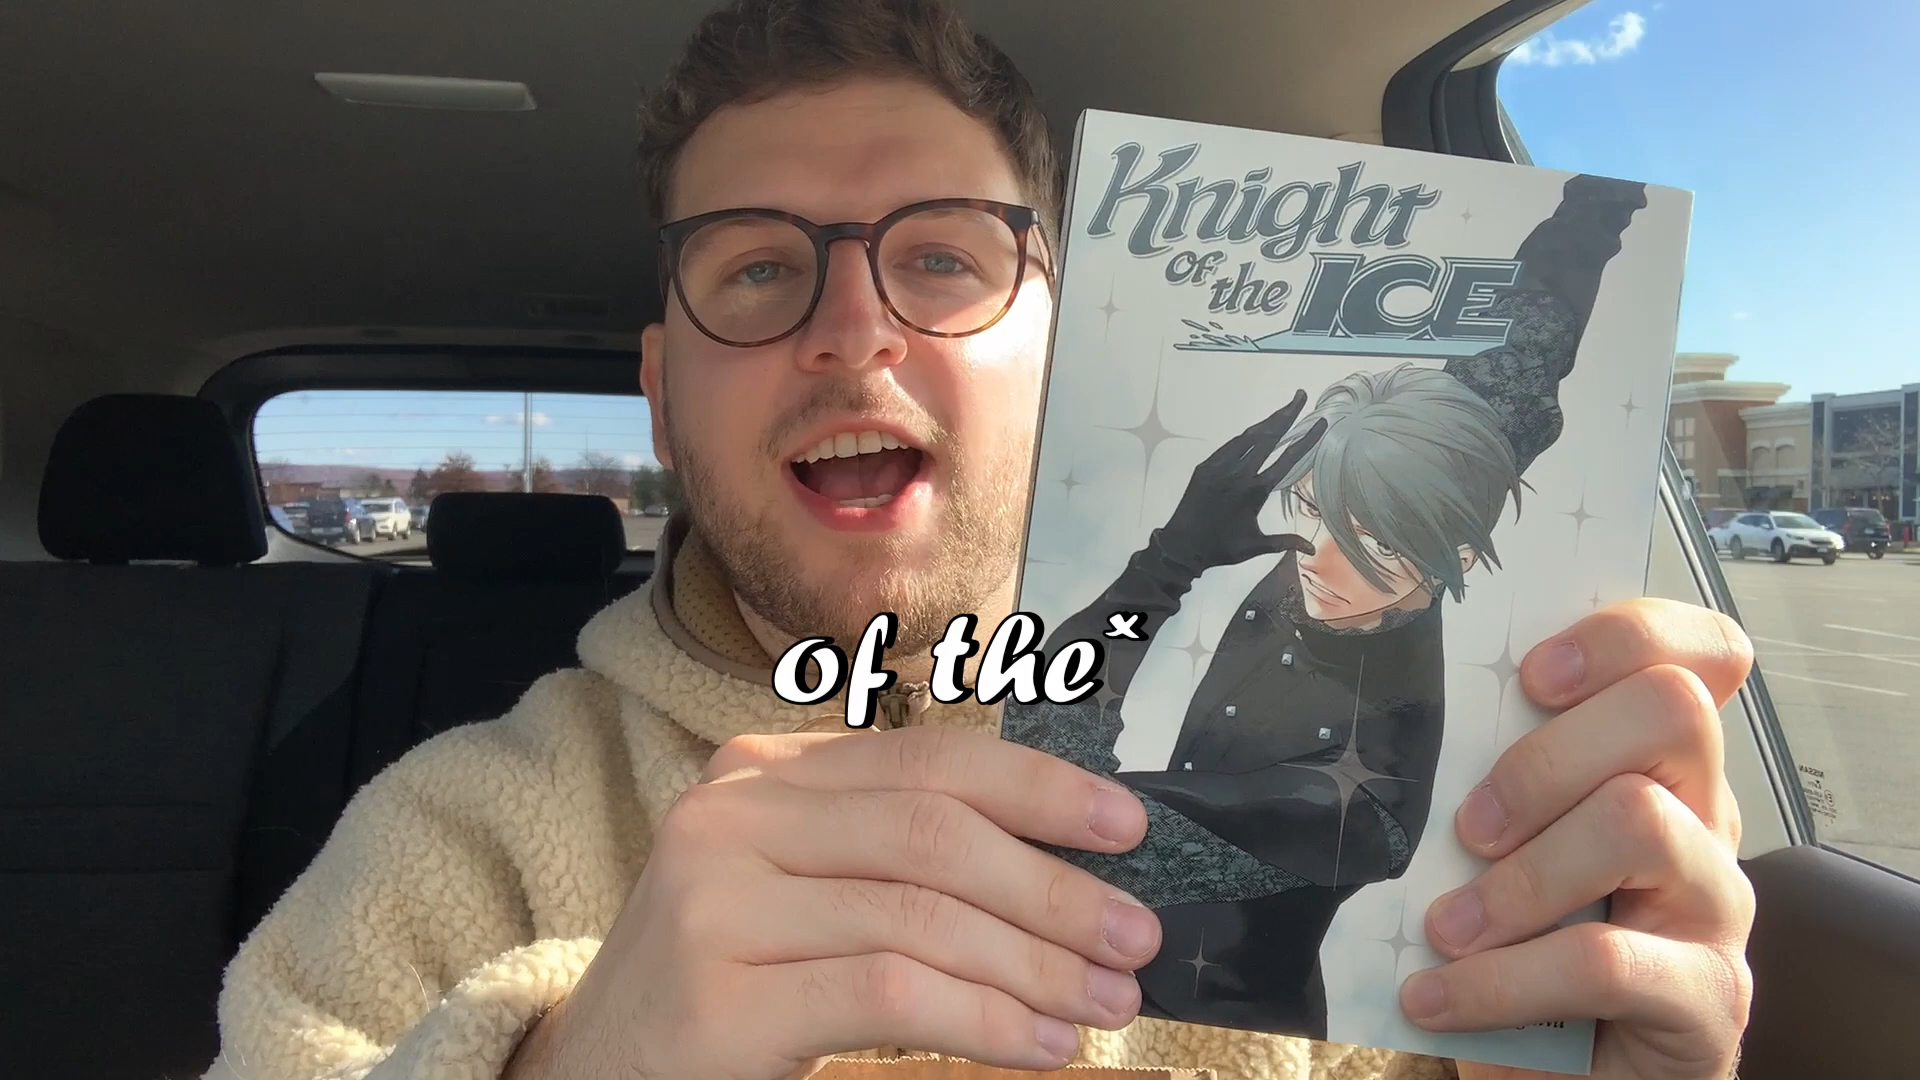 Knight
of the ICE
of the